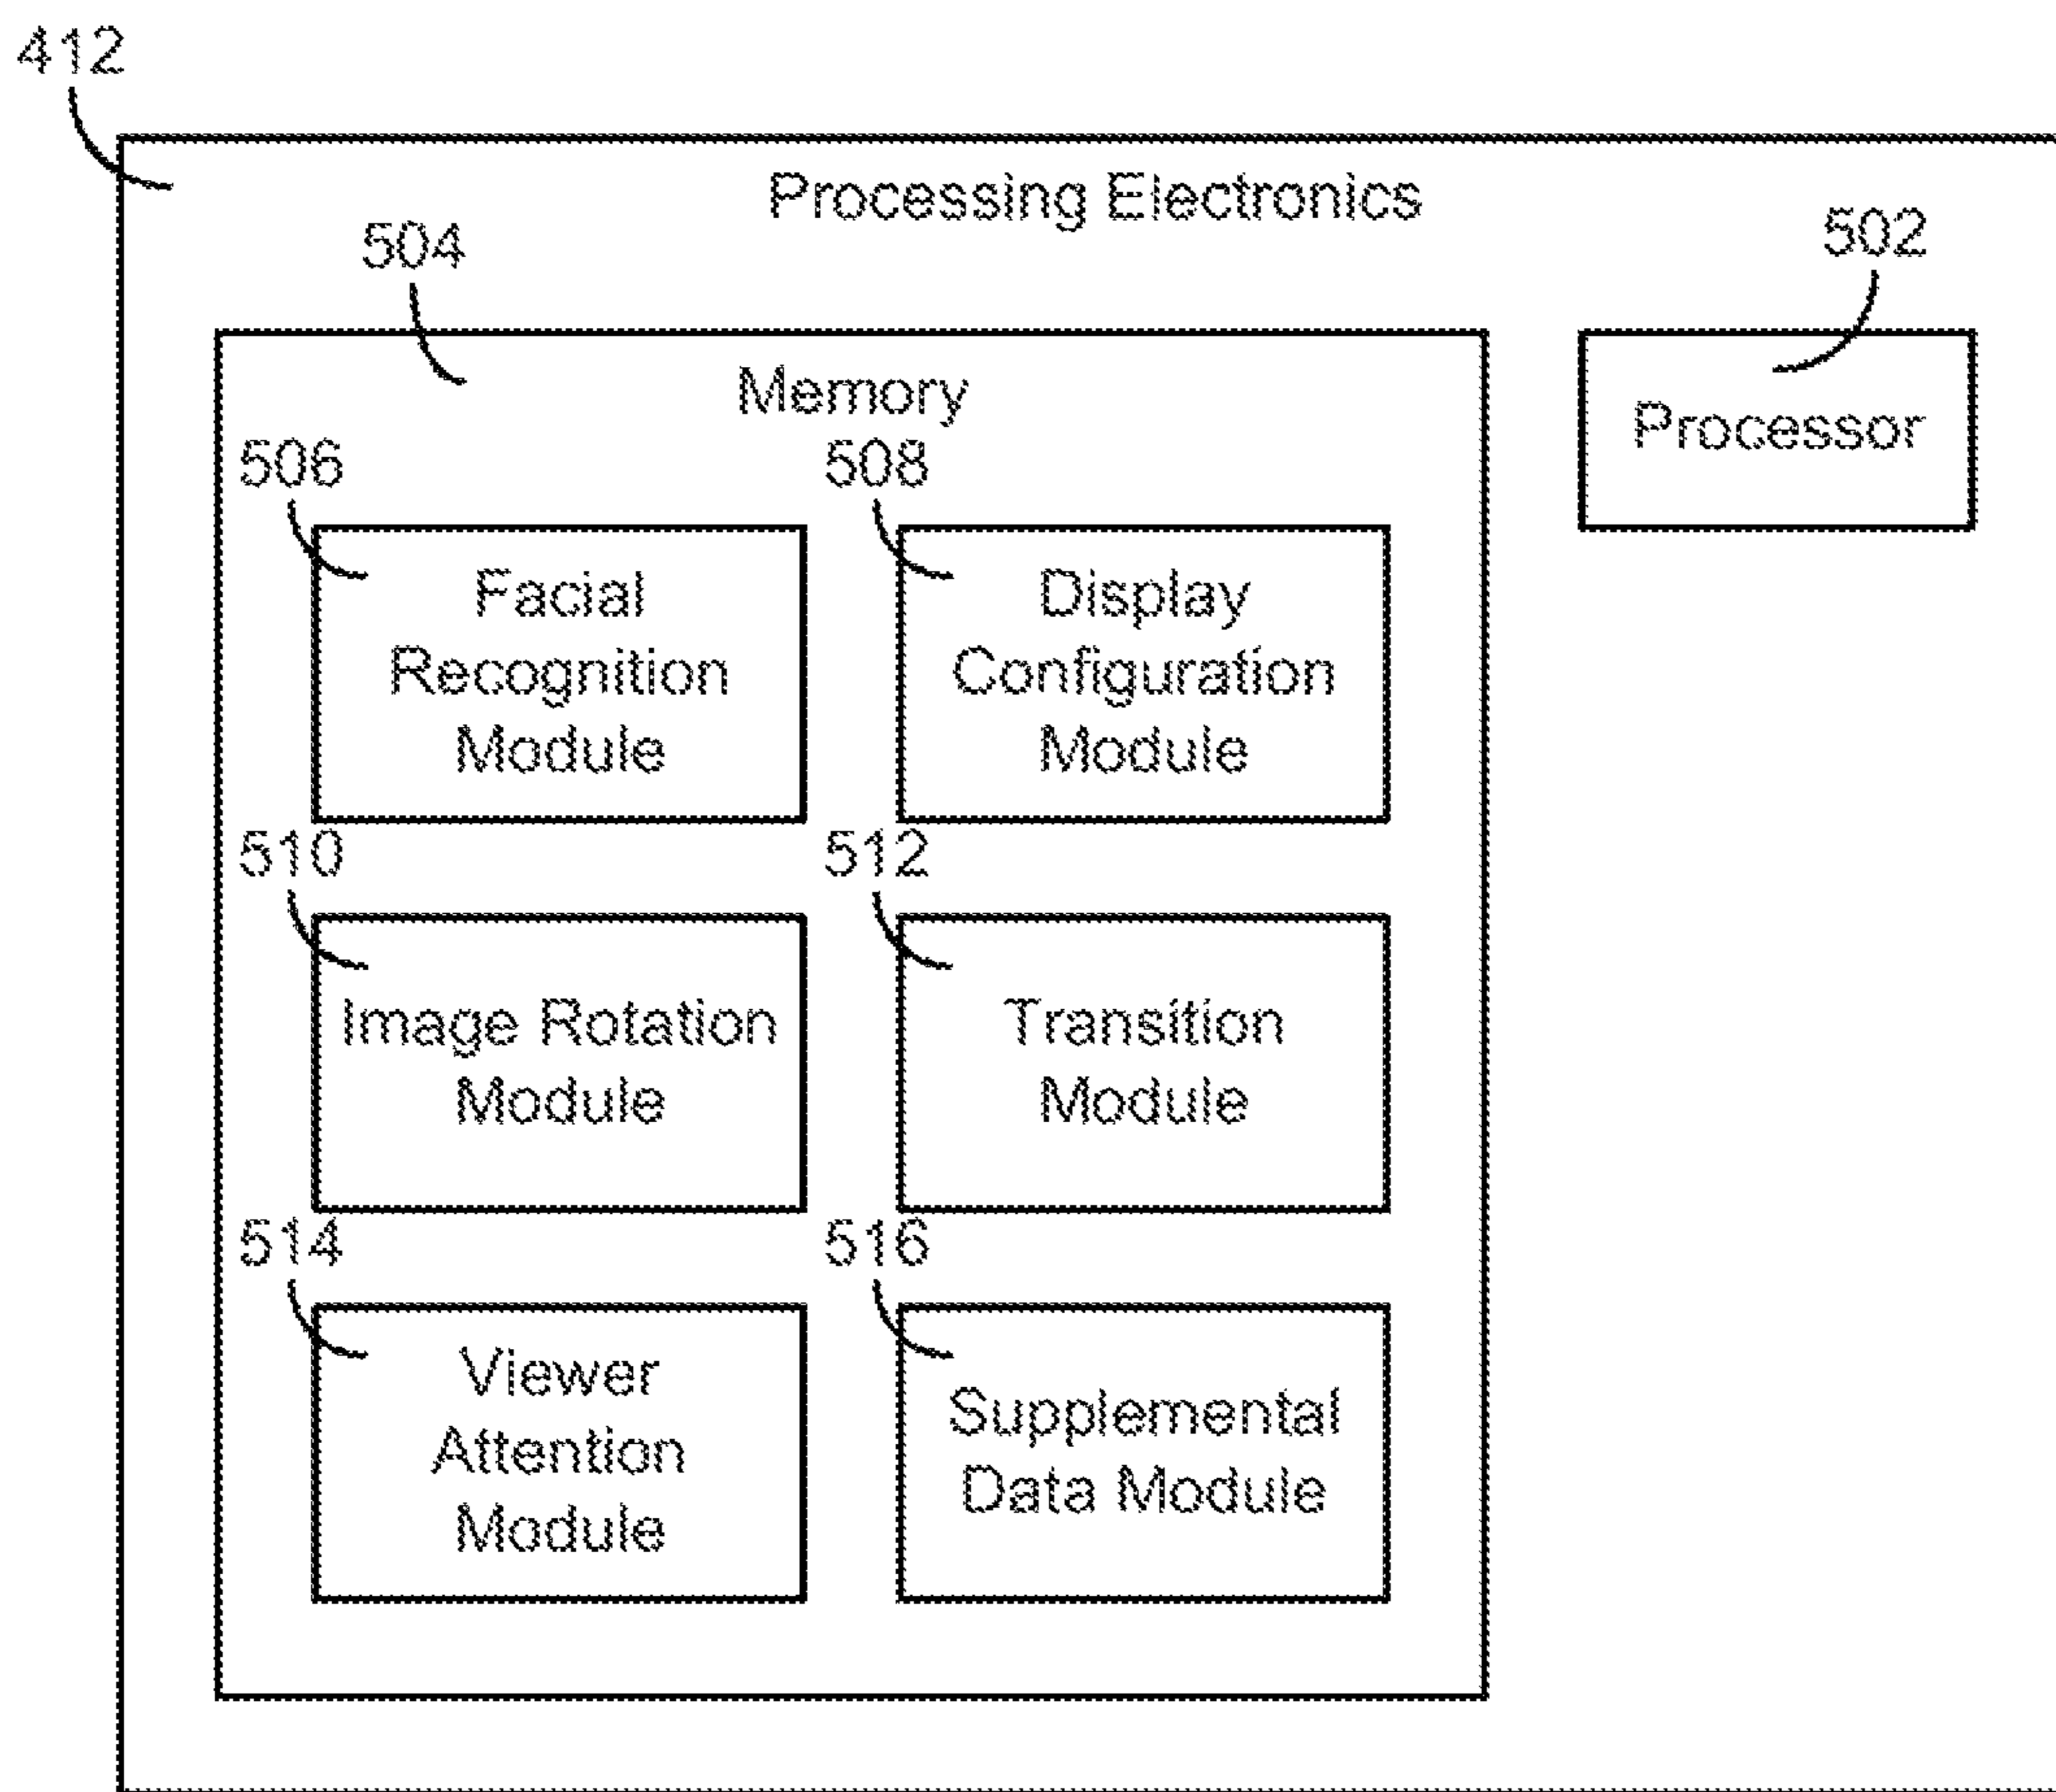 412
Processing Electronics
504
502
Memory
Processor
506
508
Facial
Recognition
Module
Display
Configuration
Module
510
512
Image Rotation
Module
Transition
Module
514
516
Viewer
Attention
Module
Supplemental
Data Module